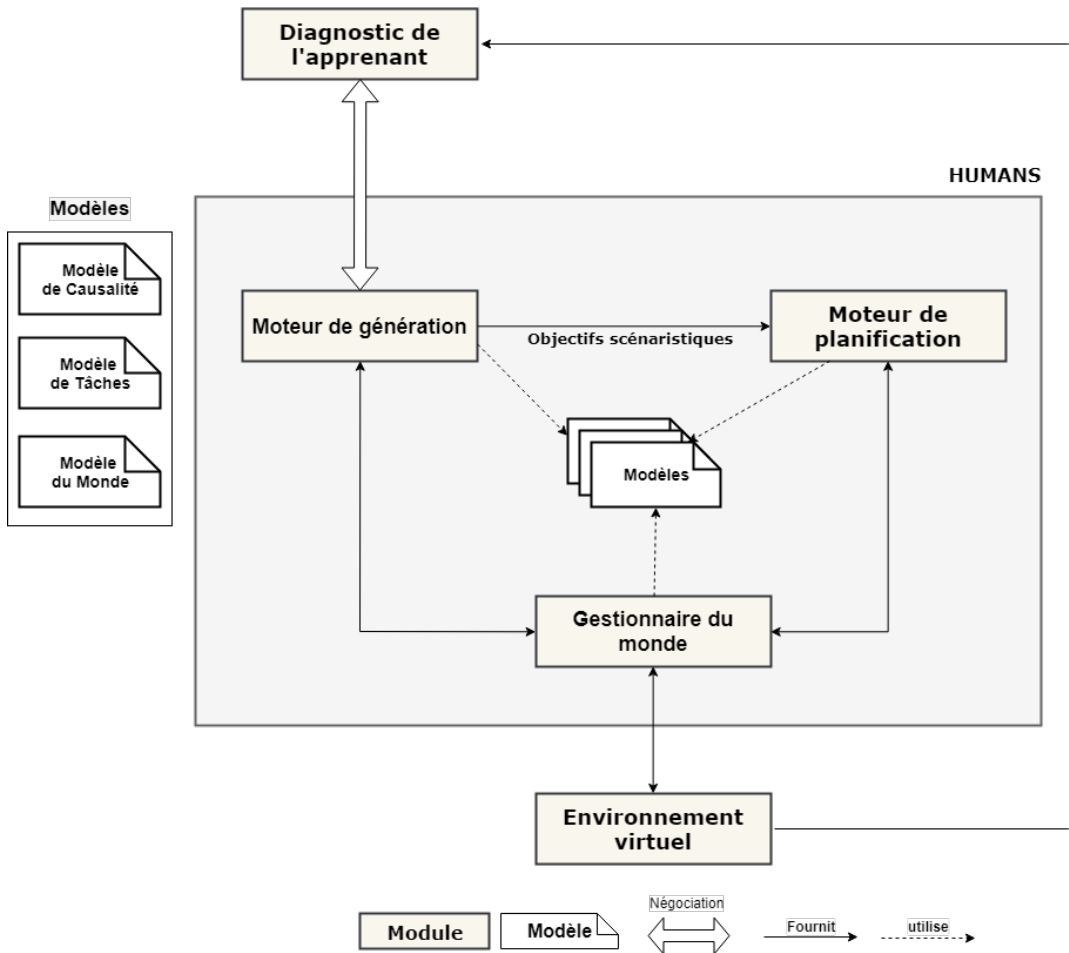 Diagnostic de
l'apprenant
HUMANS
Modèles
Modèle
de Causalité
Modèle
de Tâches
Modèle
du Monde
Moteur de génération
Objectifs scénaristiques
Moteur de
planification
Modèles
Gestionnaire du
monde
Environnement
virtuel
Module
Modèle
Négociation
Fournit
utilise